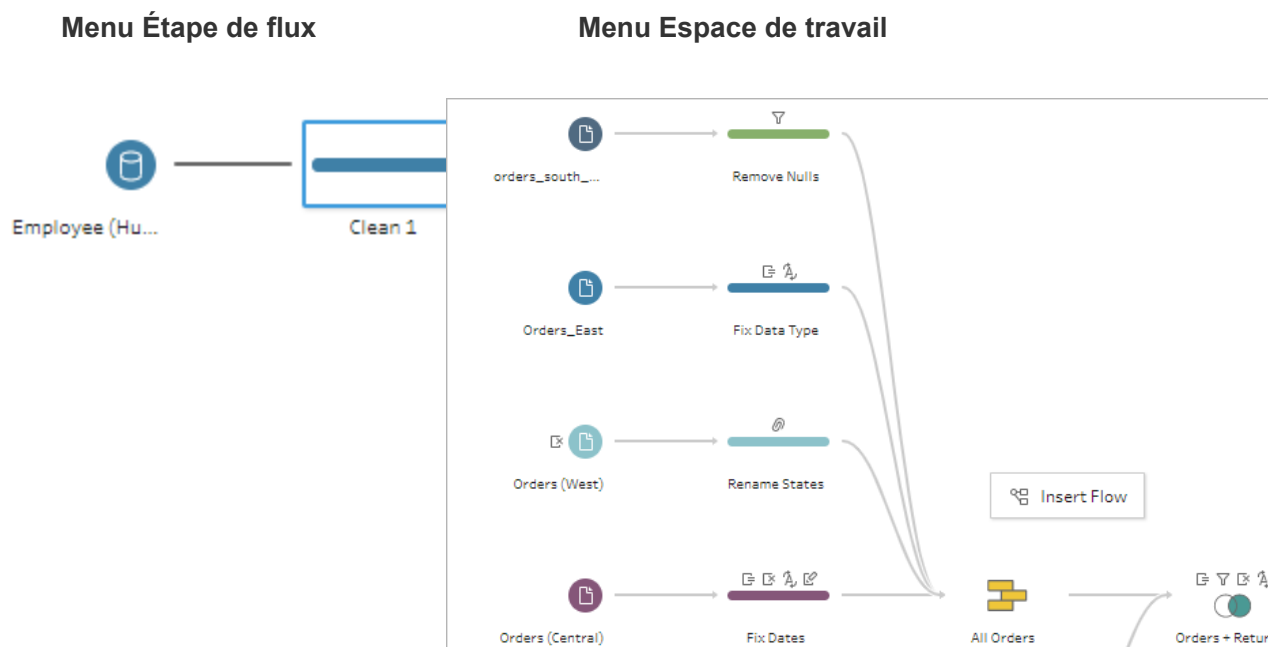 Menu Étape de flux
Menu Espace de travail
Employee (Hu...
Clean 1
orders_south_...
Remove Nulls
Orders_East
Fix Data Type
Orders (West)
Rename States
Insert Flow
Orders (Central)
Fix Dates
All Orders
Orders + Retur